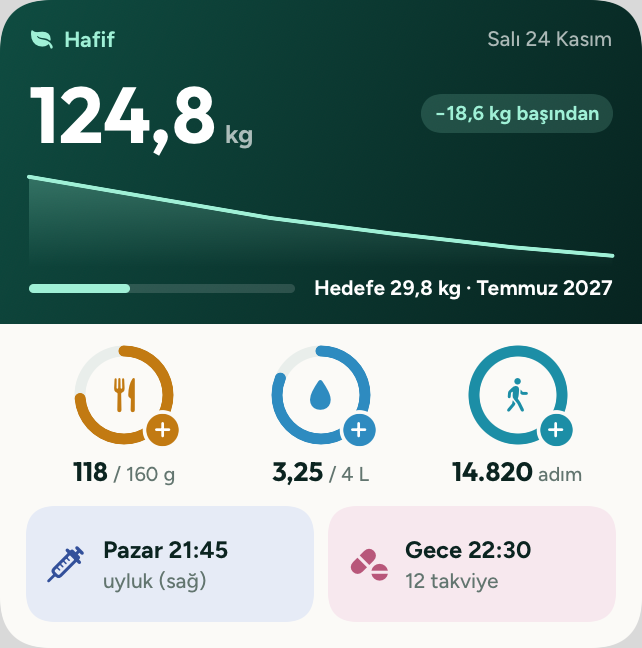 Hafif
Salı 24 Kasım
124,8 kg
−18,6 kg başından
Hedefe 29,8 kg · Temmuz 2027
118 / 160 g
3,25 / 4 L
14.820 adım
Pazar 21:45
uyluk (sağ)
Gece 22:30
12 takviye